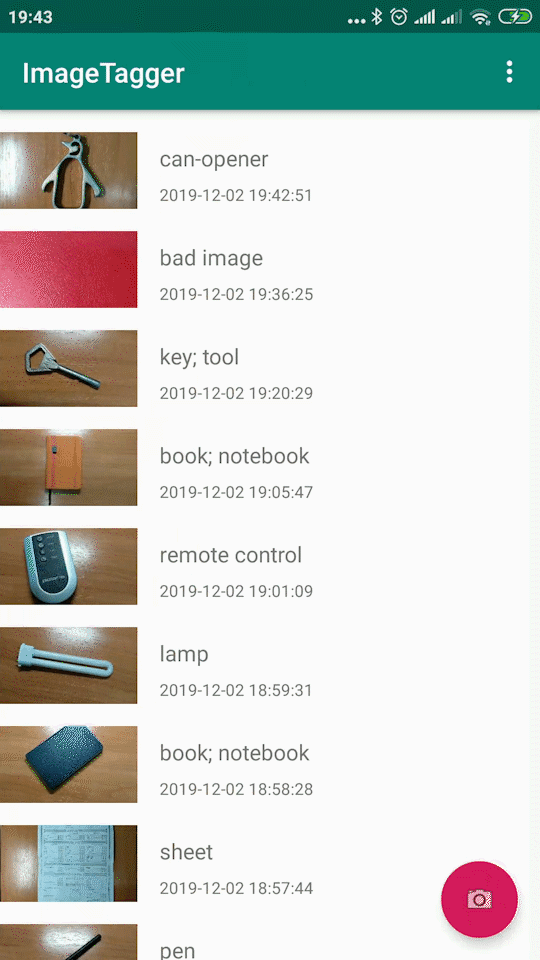 19:43
ImageTagger
can-opener
2019-12-02 19:42:51
bad image
2019-12-02 19:36:25
key; tool
2019-12-02 19:20:29
book; notebook
2019-12-02 19:05:47
remote control
2019-12-02 19:01:09
lamp
2019-12-02 18:59:31
book; notebook
2019-12-02 18:58:28
sheet
2019-12-02 18:57:44
pen